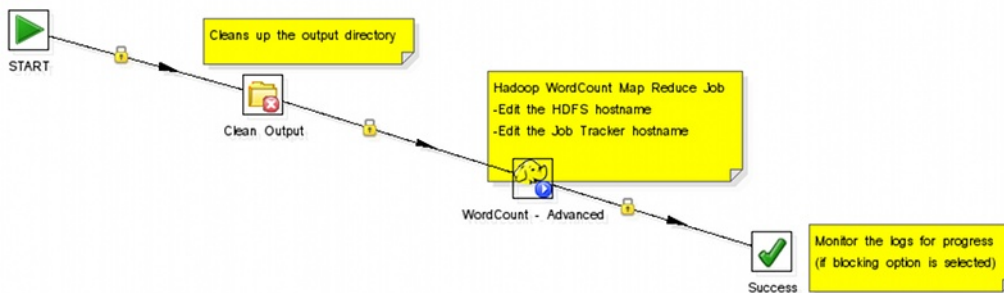 START
Cleans up the output directory
Clean Output
Hadoop WordCount Map Reduce Job
-Edit the HDFS hostname
-Edit the Job Tracker hostname
WordCount - Advanced
Monitor the logs for progress
(if blocking option is selected)
Success